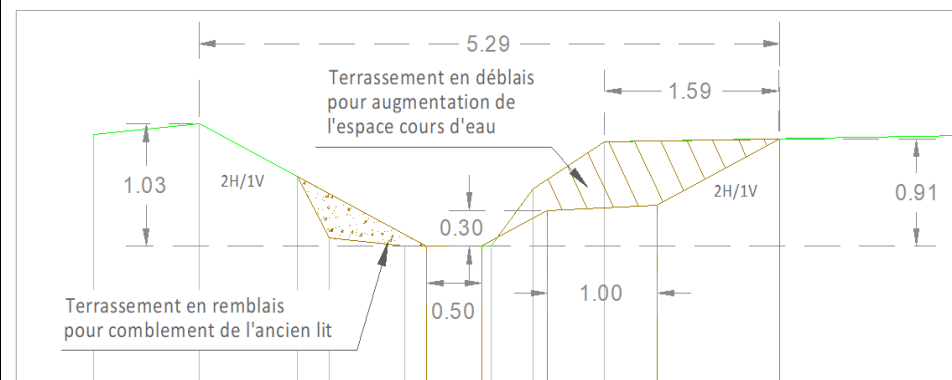 5.29
Terrassement en déblais
pour augmentation de
l'espace cours d'eau
1.59
1.03
2H/1V
2H/1V
0.91
0.30
Terrassement en remblais
pour comblement de l'ancien lit
0.50
1.00